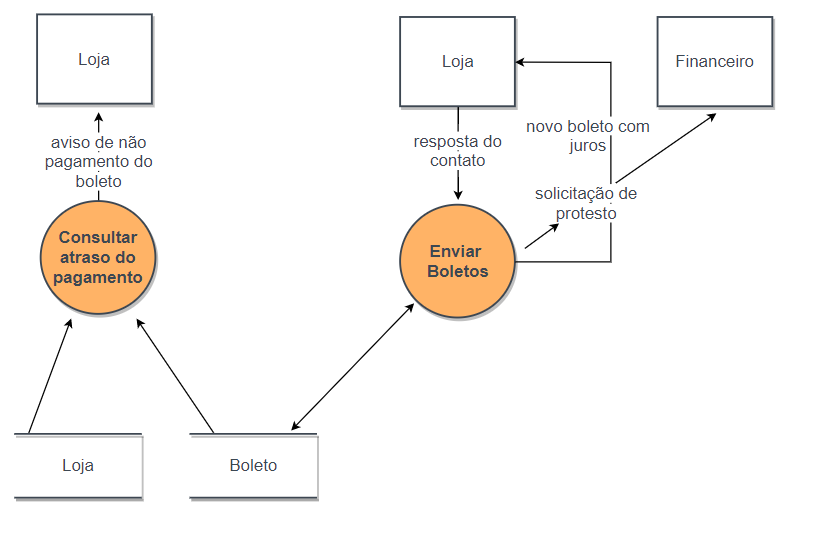 Loja
Loja
Financeiro
aviso de não
pagamento do
boleto
resposta do
contato
novo boleto com
juros
solicitação de
protesto
Consultar
atraso do
pagamento
Enviar
Boletos
Loja
Boleto